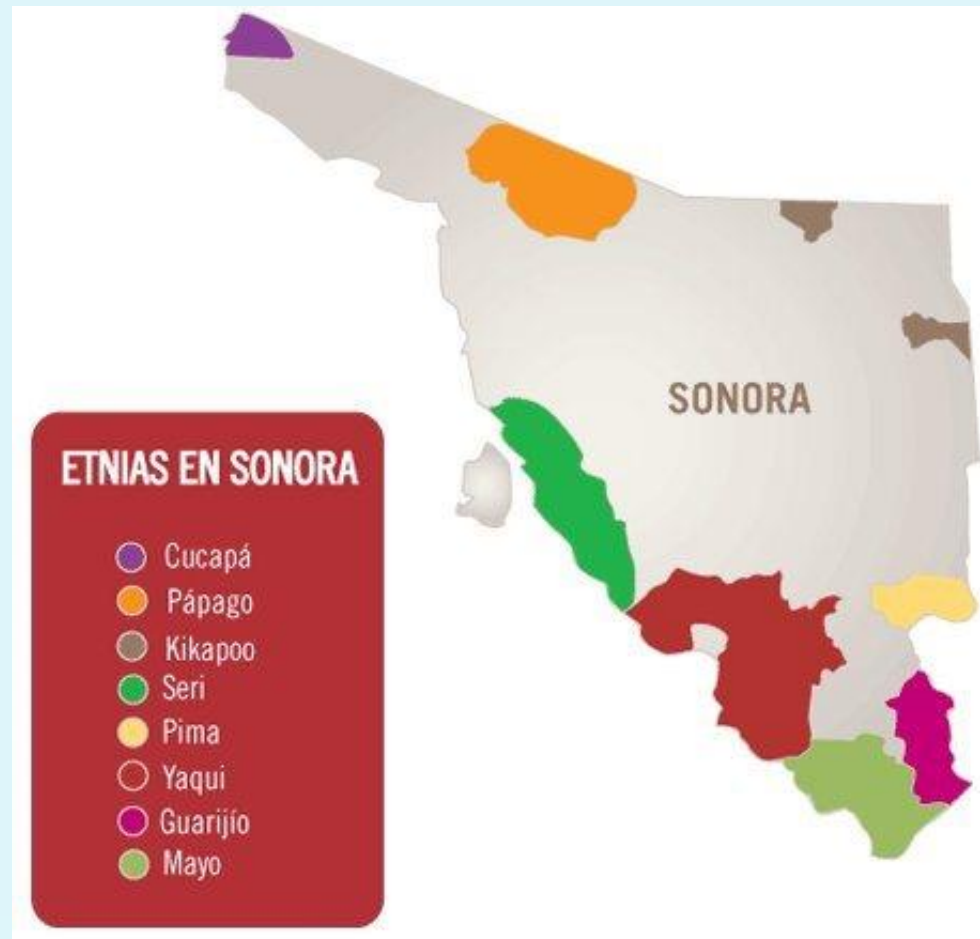 SONORA
ETNIAS EN SONORA
Cucapá
Pápago
Kikapoo
Seri
Pima
Yaqui
Guarijío
Mayo